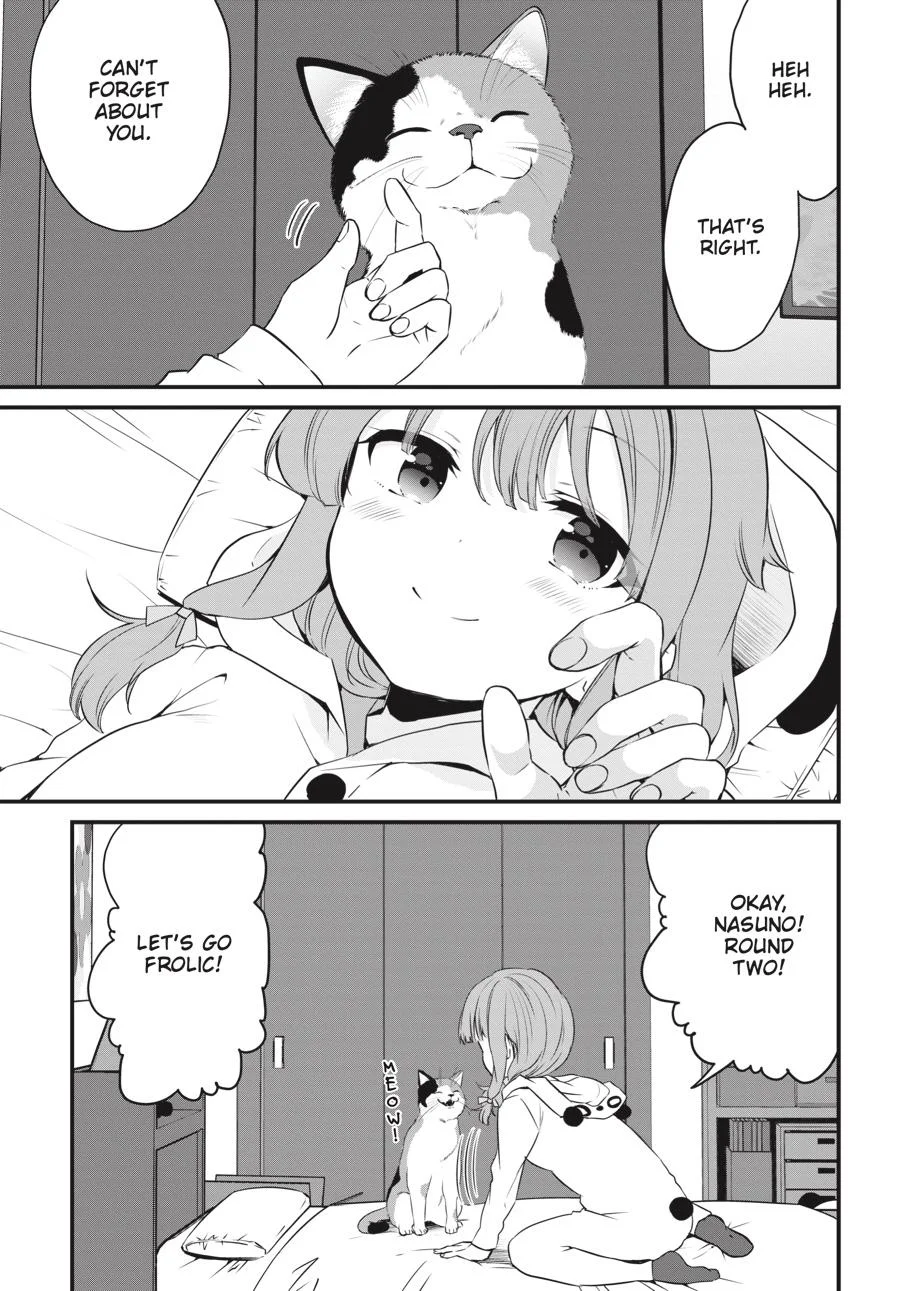 HEH
HEH.
THAT'S
RIGHT.
CAN'T
FORGET
ABOUT
YOU.
OKAY,
NASUNO!
ROUND
TWO!
MEOW!
LET'S GO
FROLIC!